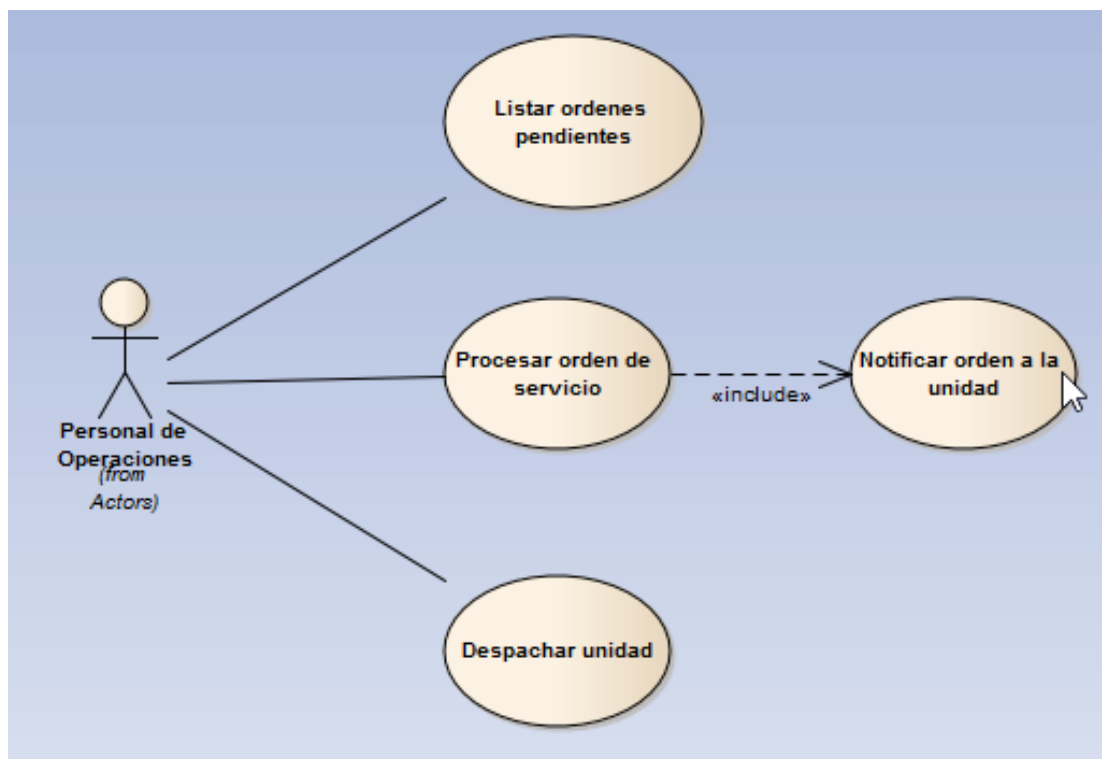 Listar ordenes
pendientes
Procesar orden de
servicio
«include»
Notificar orden a la
unidad
Personal de
Operaciones
(from
Actors)
Despachar unidad